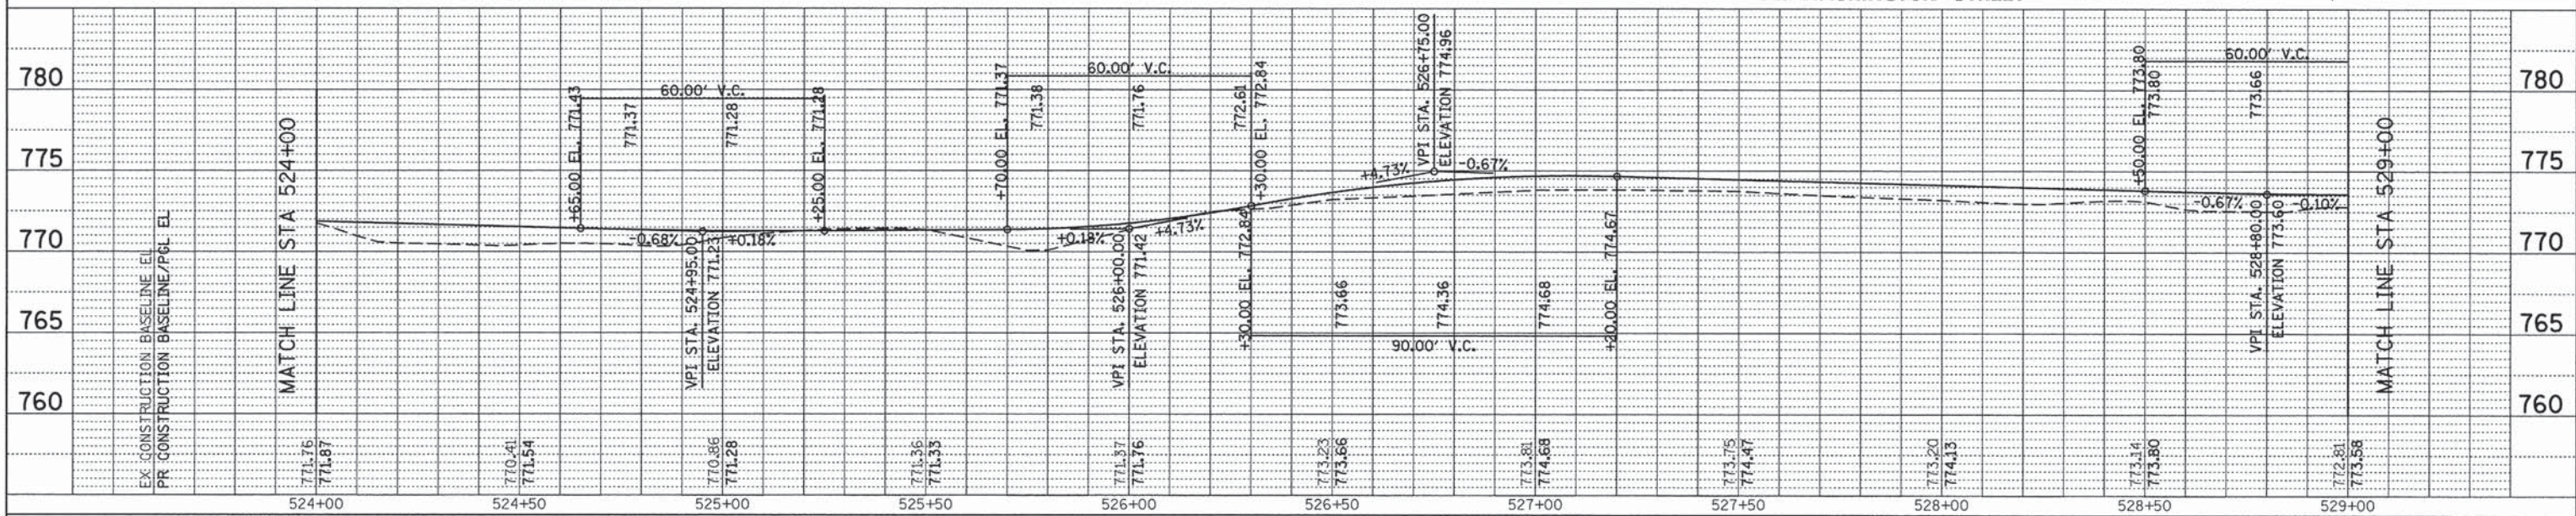 780
775
770
765
760
780
775
770
765
760
EX CONSTRUCTION BASELINE EL
PR CONSTRUCTION BASELINE/PGL EL
MATCH LINE STA 524+00
+65.00 EL. 771.43
60.00' V.C.
771.37
771.28
+25.00 EL. 771.28
-0.68%
+0.18%
VPI STA. 524+95.00
ELEVATION 771.23
+70.00 EL. 771.37
60.00' V.C.
771.38
771.76
772.61
+30.00 EL. 772.84
+0.18%
+4.73%
VPI STA. 526+00.00
ELEVATION 771.42
VPI STA. 526+75.00
ELEVATION 774.96
+4.73%
-0.67%
+30.00 EL. 772.84
773.66
774.36
774.68
+20.00 EL. 774.67
90.00' V.C.
+50.00 EL. 773.80
773.80
60.00' V.C.
773.66
-0.67%
-0.10%
VPI STA. 528+80.00
ELEVATION 773.60
MATCH LINE STA 529+00
771.76
771.87
770.41
771.54
770.86
771.28
771.36
771.33
771.37
771.76
773.23
773.66
773.81
774.68
773.75
774.47
773.20
774.13
773.14
773.80
772.81
773.58
524+00
524+50
525+00
525+50
526+00
526+50
527+00
527+50
528+00
528+50
529+00